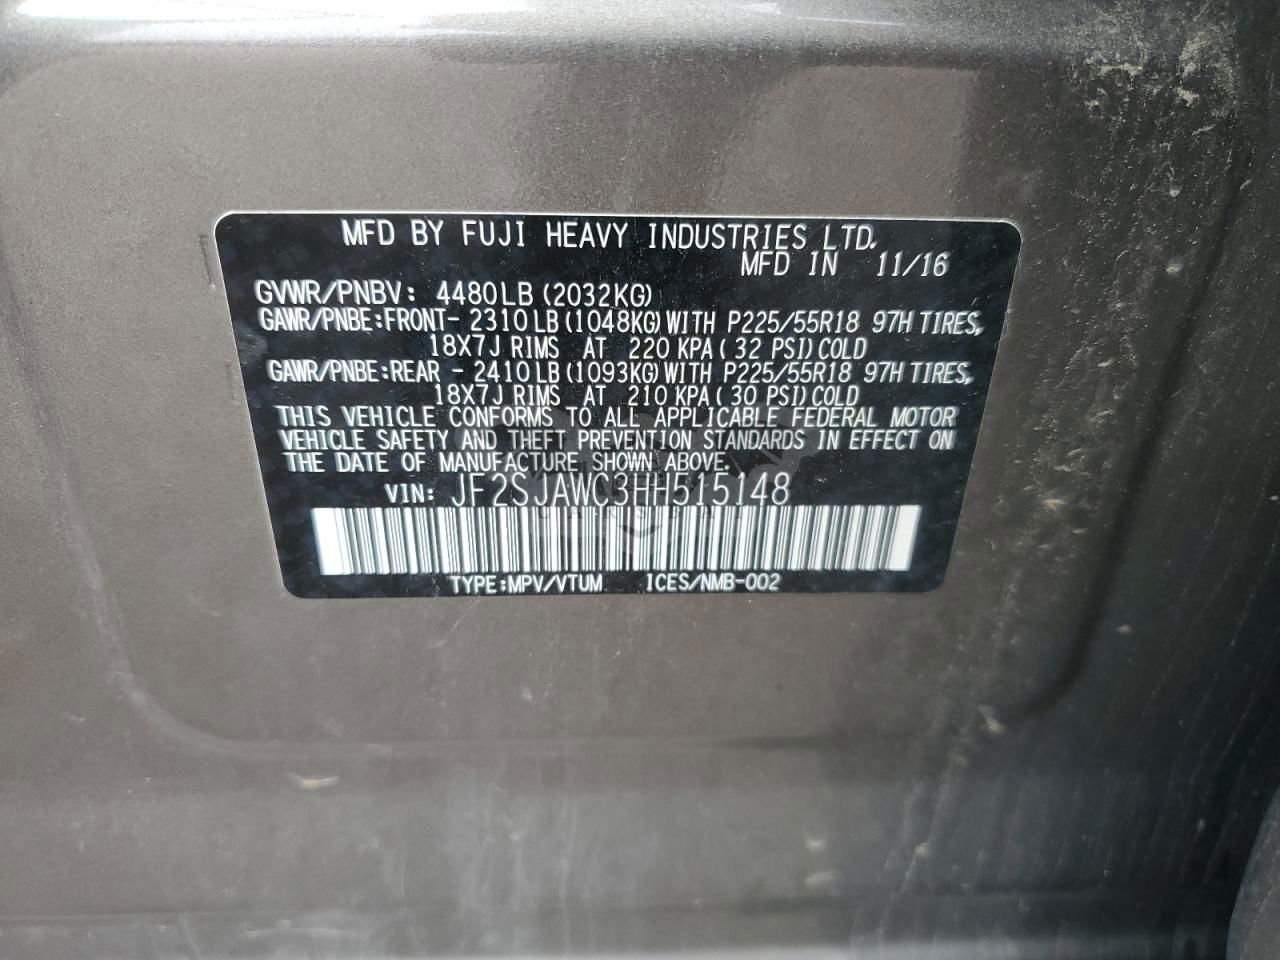 MFD BY FUJI HEAVY INDUSTRIES LTD.
MFD IN 11/16
GVWR/PNBV: 4480LB (2032KG)
GAWR/PNBE:FRONT- 2310LB (1048KG) WITH P225/55R18 97H TIRES,
18X7J RIMS AT 220 KPA (32 PSI) COLD
GAWR/PNBE:REAR - 2410LB (1093KG) WITH P225/55R18 97H TIRES,
18X7J RIMS AT 210 KPA (30 PSI) COLD
THIS VEHICLE CONFORMS TO ALL APPLICABLE FEDERAL MOTOR
VEHICLE SAFETY AND THEFT PREVENTION STANDARDS IN EFFECT ON
THE DATE OF MANUFACTURE SHOWN ABOVE.
VIN: JF2SJAWC3HH515148
TYPE:MPV/VTUM ICES/NMB-002